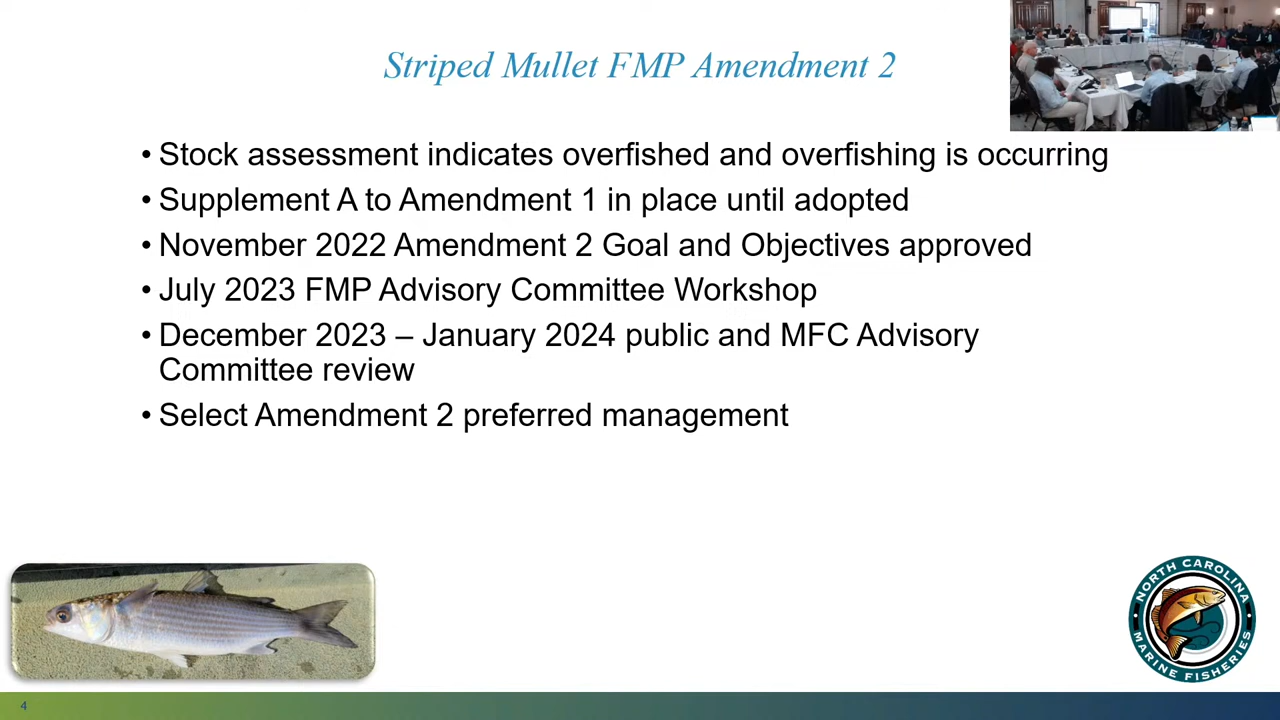 Striped Mullet FMP Amendment 2
• Stock assessment indicates overfished and overfishing is occurring
• Supplement A to Amendment 1 in place until adopted
• November 2022 Amendment 2 Goal and Objectives approved
• July 2023 FMP Advisory Committee Workshop
• December 2023 – January 2024 public and MFC Advisory
Committee review
• Select Amendment 2 preferred management
NORTH CAROLINA
MARINE FISHERIES
4